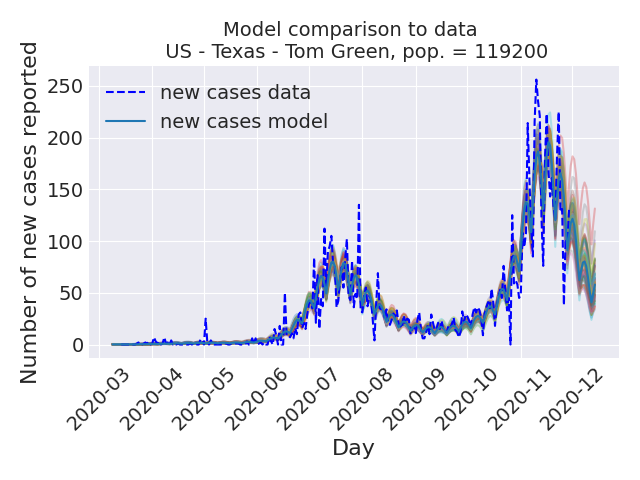 Model comparison to data
US - Texas - Tom Green, pop. = 119200
Number of new cases reported
250
200
150
100
50
0
new cases data
new cases model
2020-03
2020-04
2020-05
2020-06
2020-07
2020-08
2020-09
2020-10
2020-11
2020-12
Day